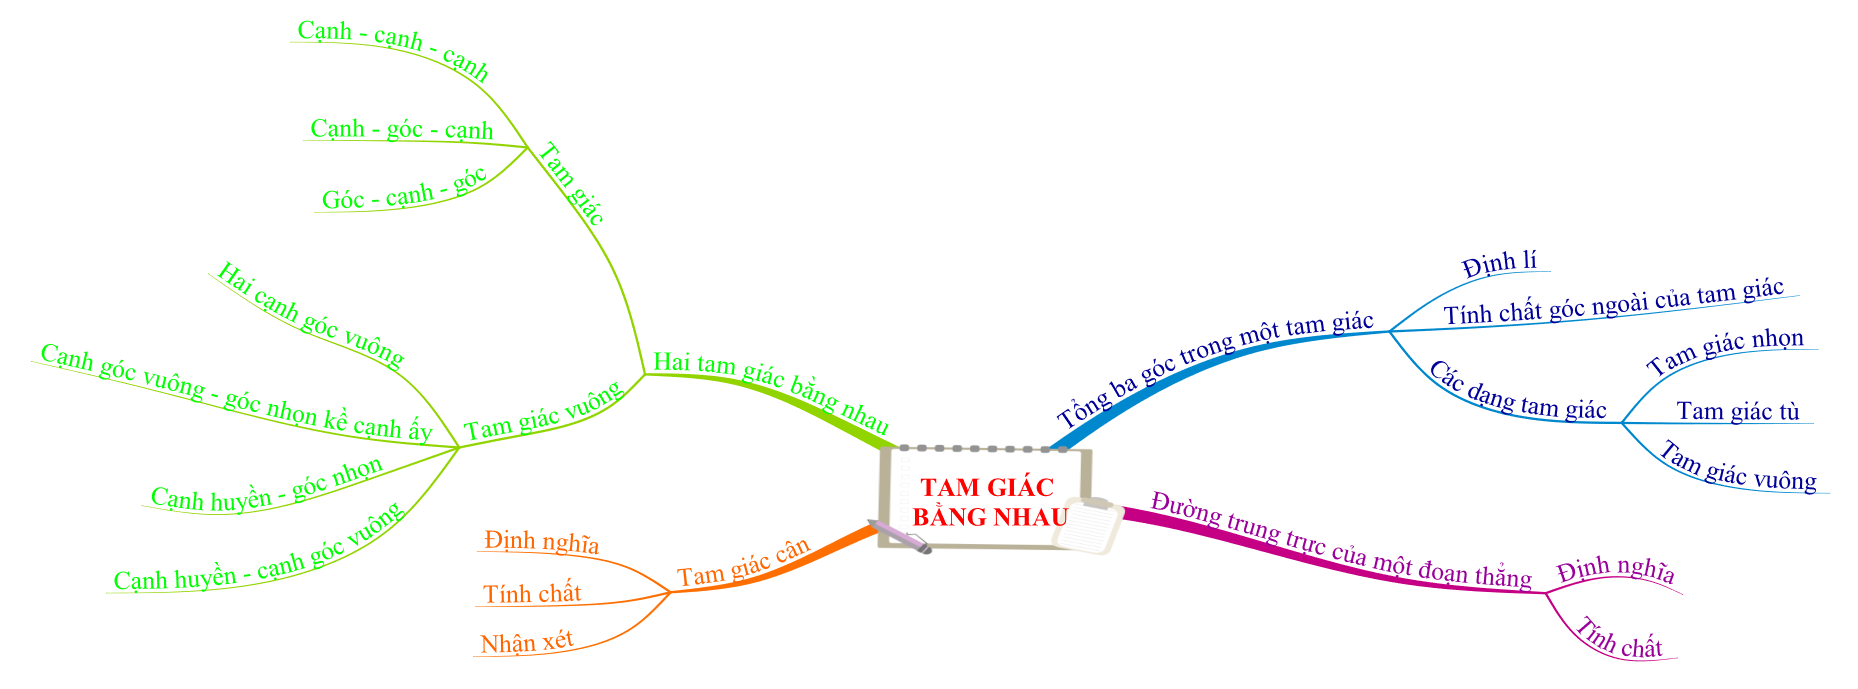 TAM GIÁC
BẰNG NHAU
Tổng ba góc trong một tam giác
Định lí
Tính chất góc ngoài của tam giác
Các dạng tam giác
Tam giác nhọn
Tam giác tù
Tam giác vuông
Đường trung trực của một đoạn thẳng
Định nghĩa
Tính chất
Hai tam giác bằng nhau
Tam giác
Cạnh - cạnh - cạnh
Cạnh - góc - cạnh
Góc - cạnh - góc
Tam giác vuông
Hai cạnh góc vuông
Cạnh góc vuông - góc nhọn kề cạnh ấy
Cạnh huyền - góc nhọn
Cạnh huyền - cạnh góc vuông
Tam giác cân
Định nghĩa
Tính chất
Nhận xét